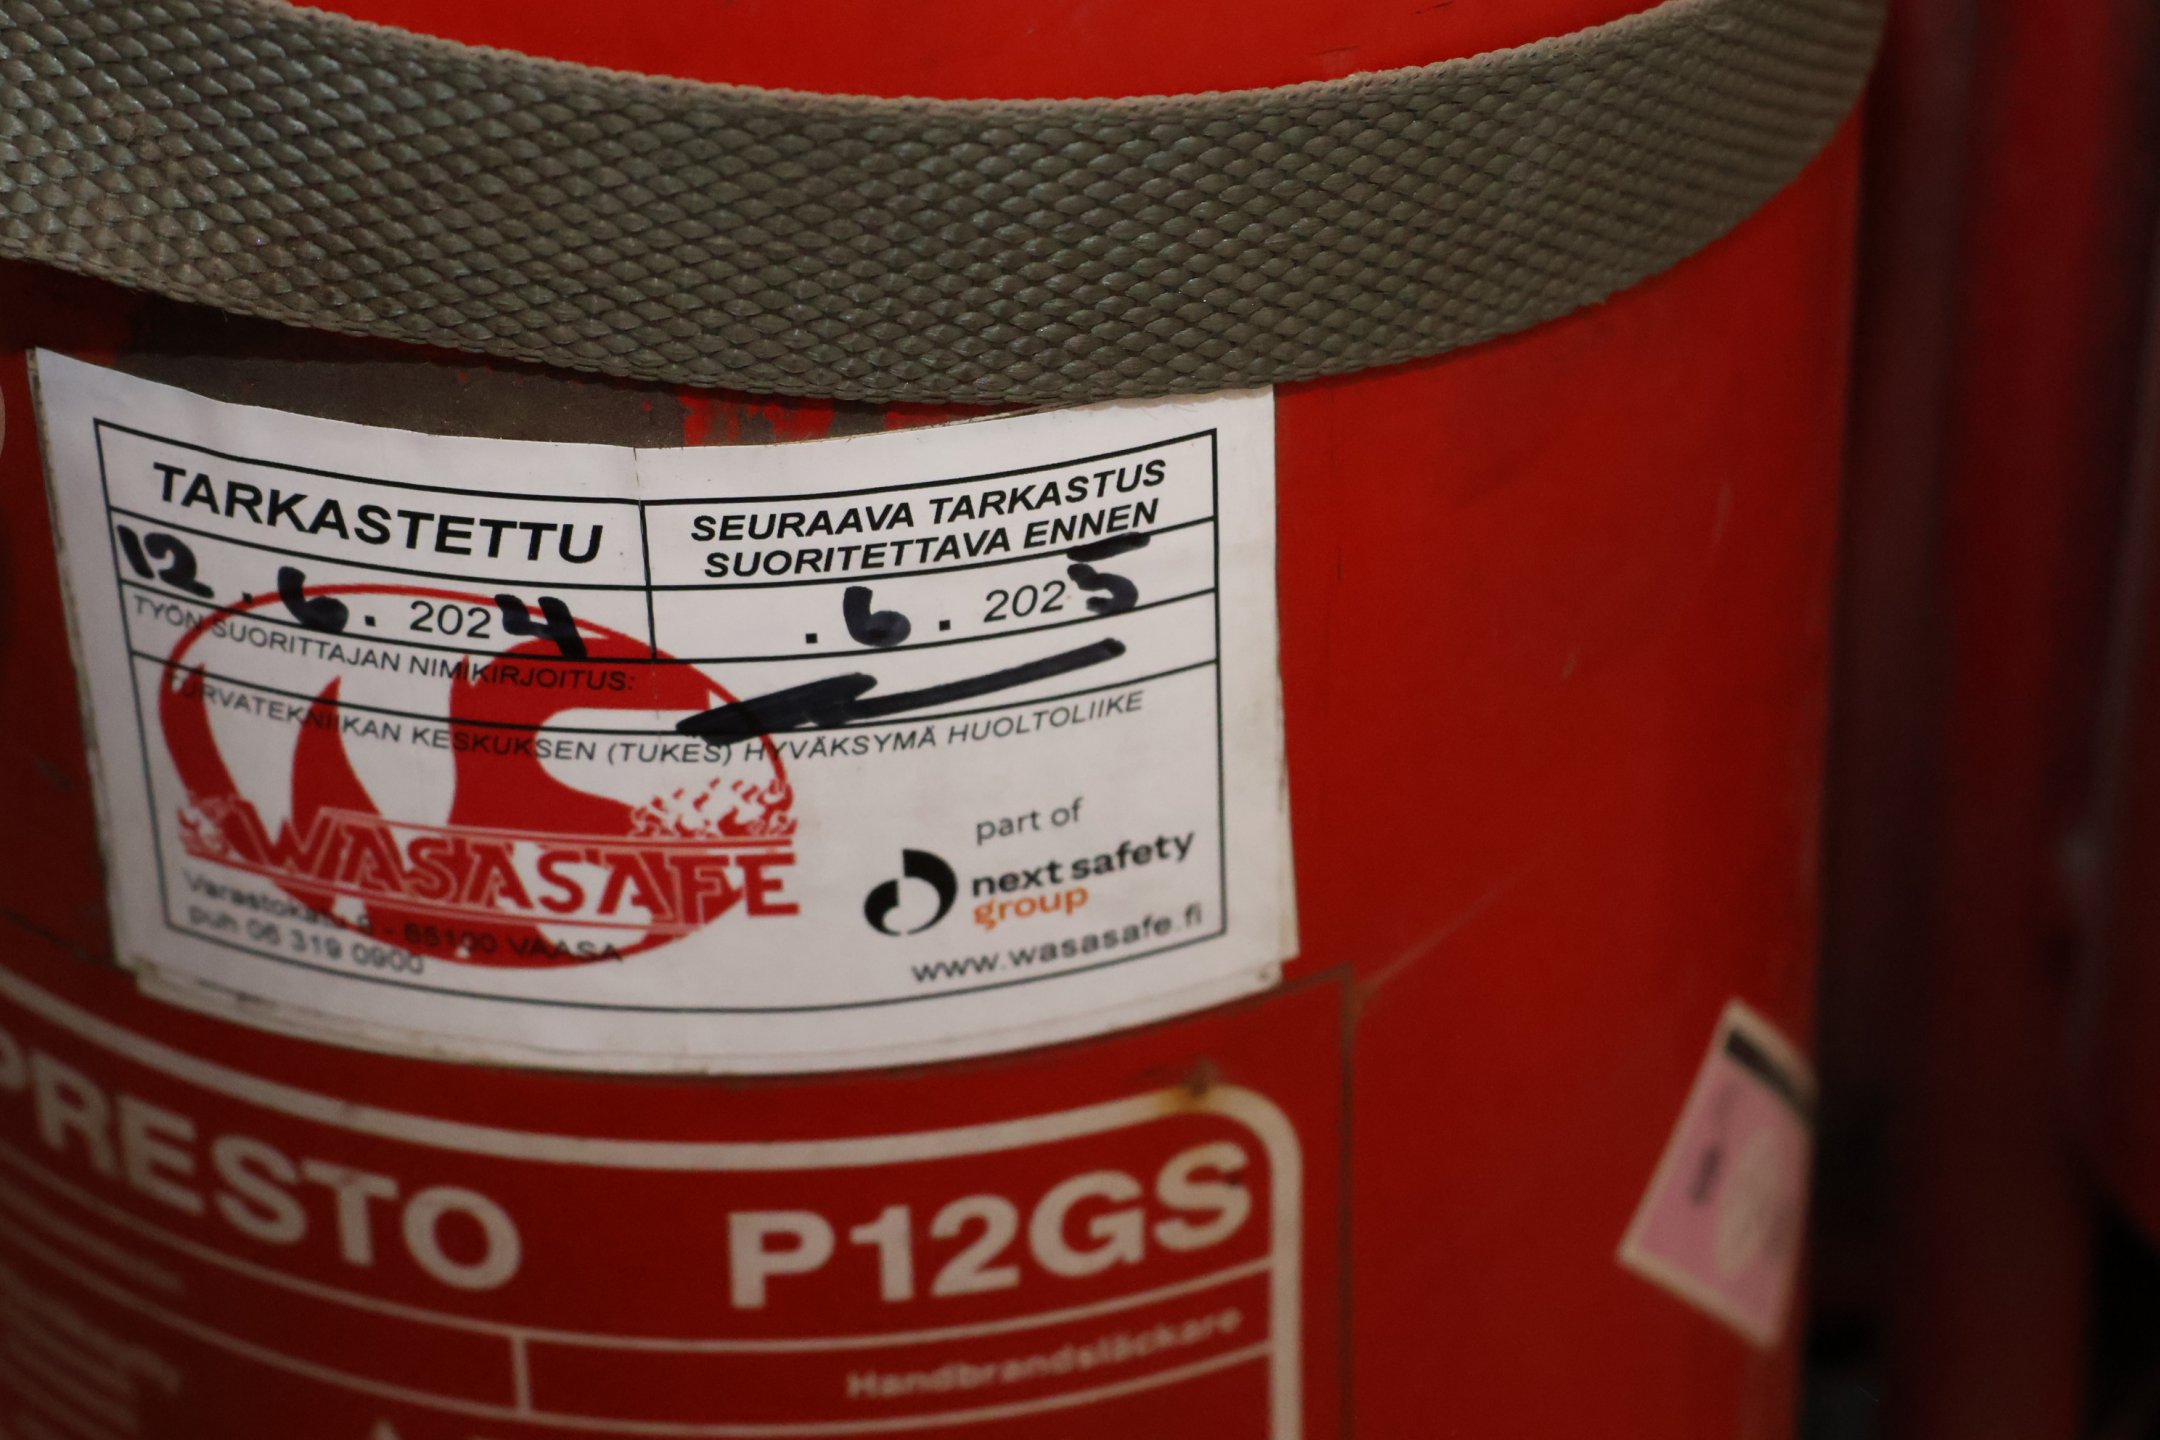 TARKASTETTU
12.6.2024
SEURAAVA TARKASTUS
SUORITETTAVA ENNEN
.6.2025
TYÖN SUORITTAJAN NIMIKIRJOITUS:
TURVATEKNIIKAN KESKUKSEN (TUKES) HYVÄKSYMÄ HUOLTOLIIKE
WASASAFE
Varastokatu 8 - 65100 VAASA
puh 06 319 0900
part of
next safety
group
www.wasasafe.fi
PRESTO P12GS
Handbrandsläckare